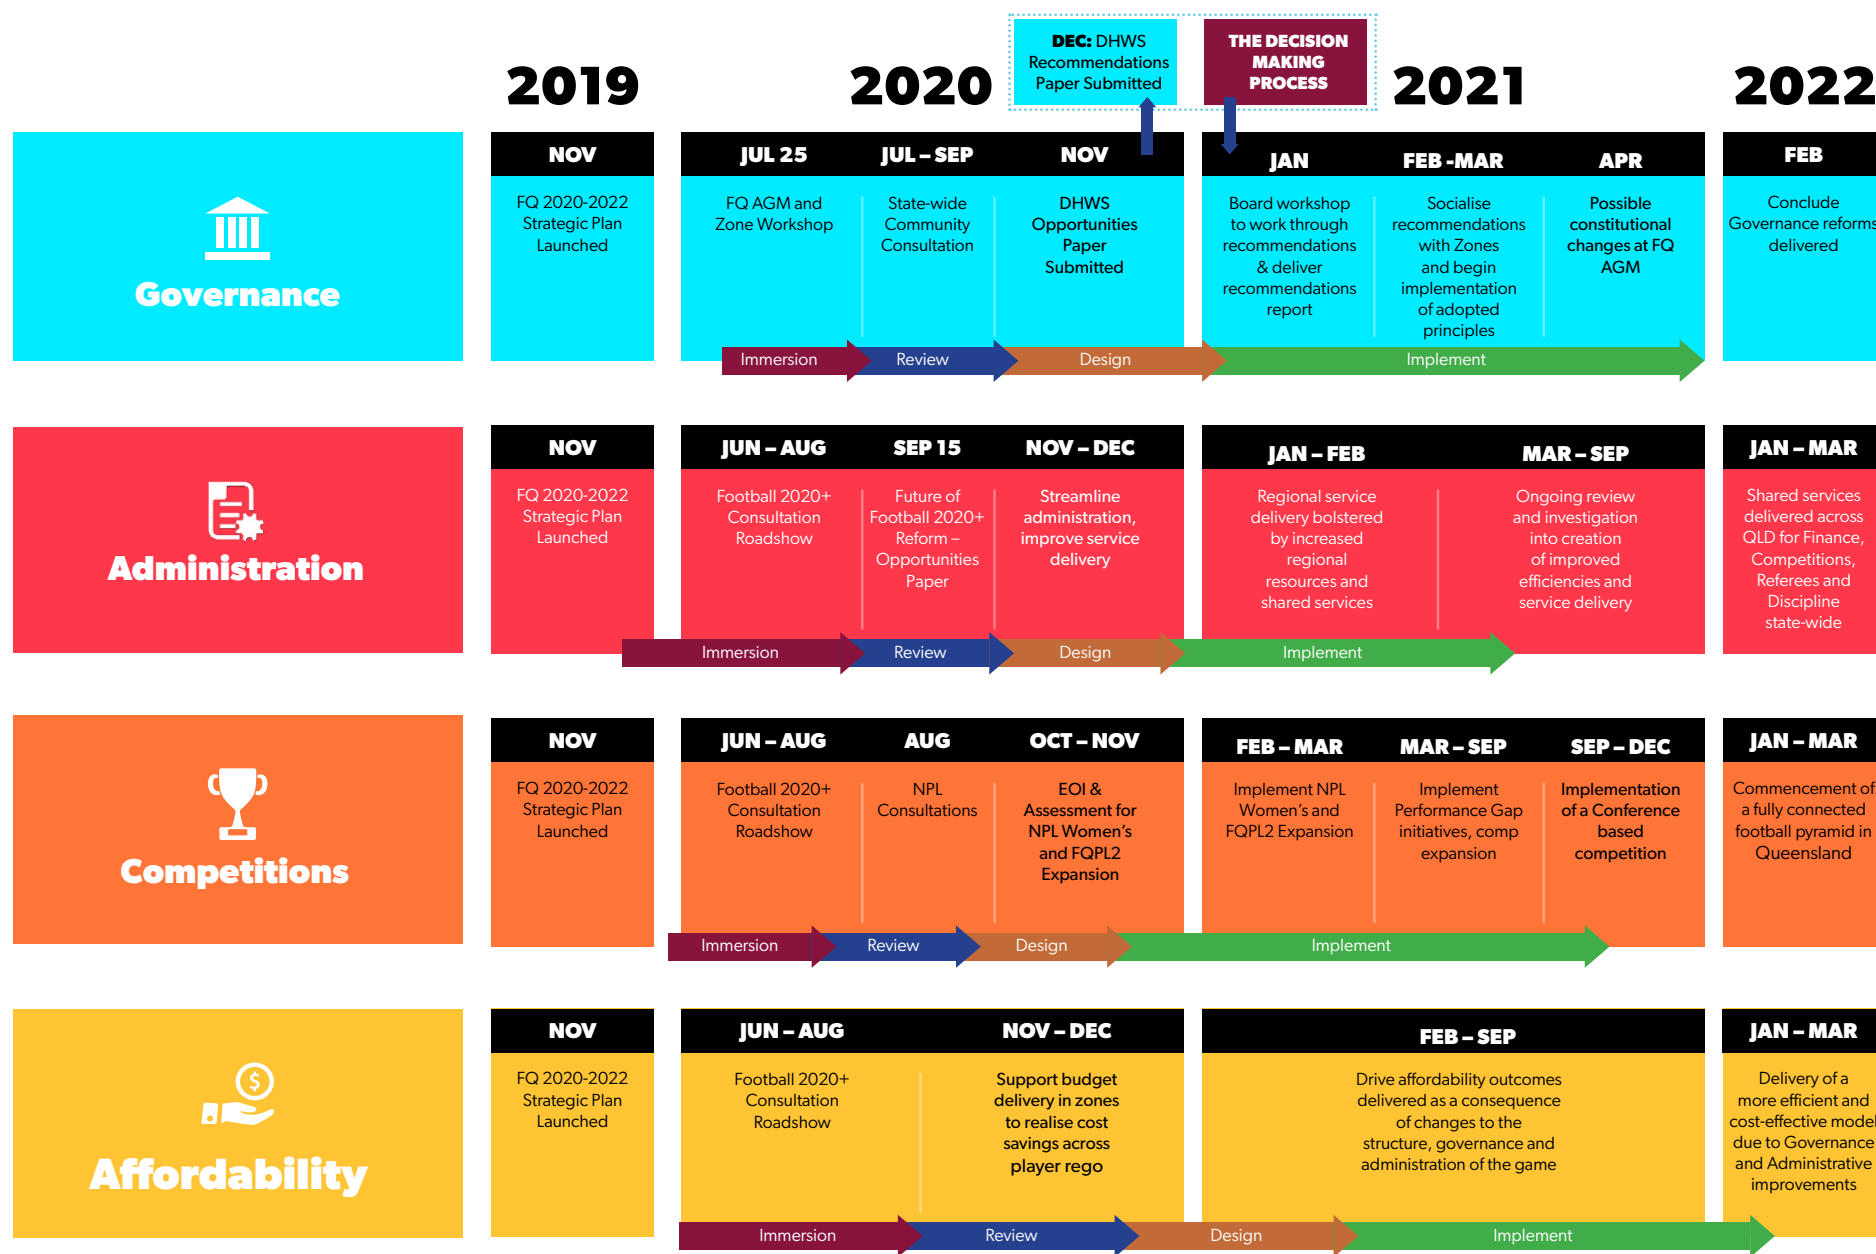 DEC: DHWS
Recommendations
Paper Submitted
THE DECISION
MAKING
PROCESS
2019
2020
2021
2022
Governance
NOV
FQ 2020-2022
Strategic Plan
Launched
JUL 25
FQ AGM and
Zone Workshop
JUL – SEP
State-wide
Community
Consultation
NOV
DHWS
Opportunities
Paper
Submitted
JAN
Board workshop
to work through
recommendations
& deliver
recommendations
report
FEB -MAR
Socialise
recommendations
with Zones
and begin
implementation
of adopted
principles
APR
Possible
constitutional
changes at FQ
AGM
FEB
Conclude
Governance reforms
delivered
Immersion
Review
Design
Implement
Administration
NOV
FQ 2020-2022
Strategic Plan
Launched
JUN – AUG
Football 2020+
Consultation
Roadshow
SEP 15
Future of
Football 2020+
Reform –
Opportunities
Paper
NOV – DEC
Streamline
administration,
improve service
delivery
JAN – FEB
Regional service
delivery bolstered
by increased
regional
resources and
shared services
MAR – SEP
Ongoing review
and investigation
into creation
of improved
efficiencies and
service delivery
JAN – MAR
Shared services
delivered across
QLD for Finance,
Competitions,
Referees and
Discipline
state-wide
Immersion
Review
Design
Implement
Competitions
NOV
FQ 2020-2022
Strategic Plan
Launched
JUN – AUG
Football 2020+
Consultation
Roadshow
AUG
NPL
Consultations
OCT – NOV
EOI &
Assessment for
NPL Women's
and FQPL2
Expansion
FEB – MAR
Implement NPL
Women's and
FQPL2 Expansion
MAR – SEP
Implement
Performance Gap
initiatives, comp
expansion
SEP – DEC
Implementation
of a Conference
based
competition
JAN – MAR
Commencement of
a fully connected
football pyramid in
Queensland
Immersion
Review
Design
Implement
Affordability
$
NOV
FQ 2020-2022
Strategic Plan
Launched
JUN – AUG
Football 2020+
Consultation
Roadshow
NOV – DEC
Support budget
delivery in zones
to realise cost
savings across
player rego
FEB – SEP
Drive affordability outcomes
delivered as a consequence
of changes to the
structure, governance and
administration of the game
JAN – MAR
Delivery of a
more efficient and
cost-effective model
due to Governance
and Administrative
improvements
Immersion
Review
Design
Implement